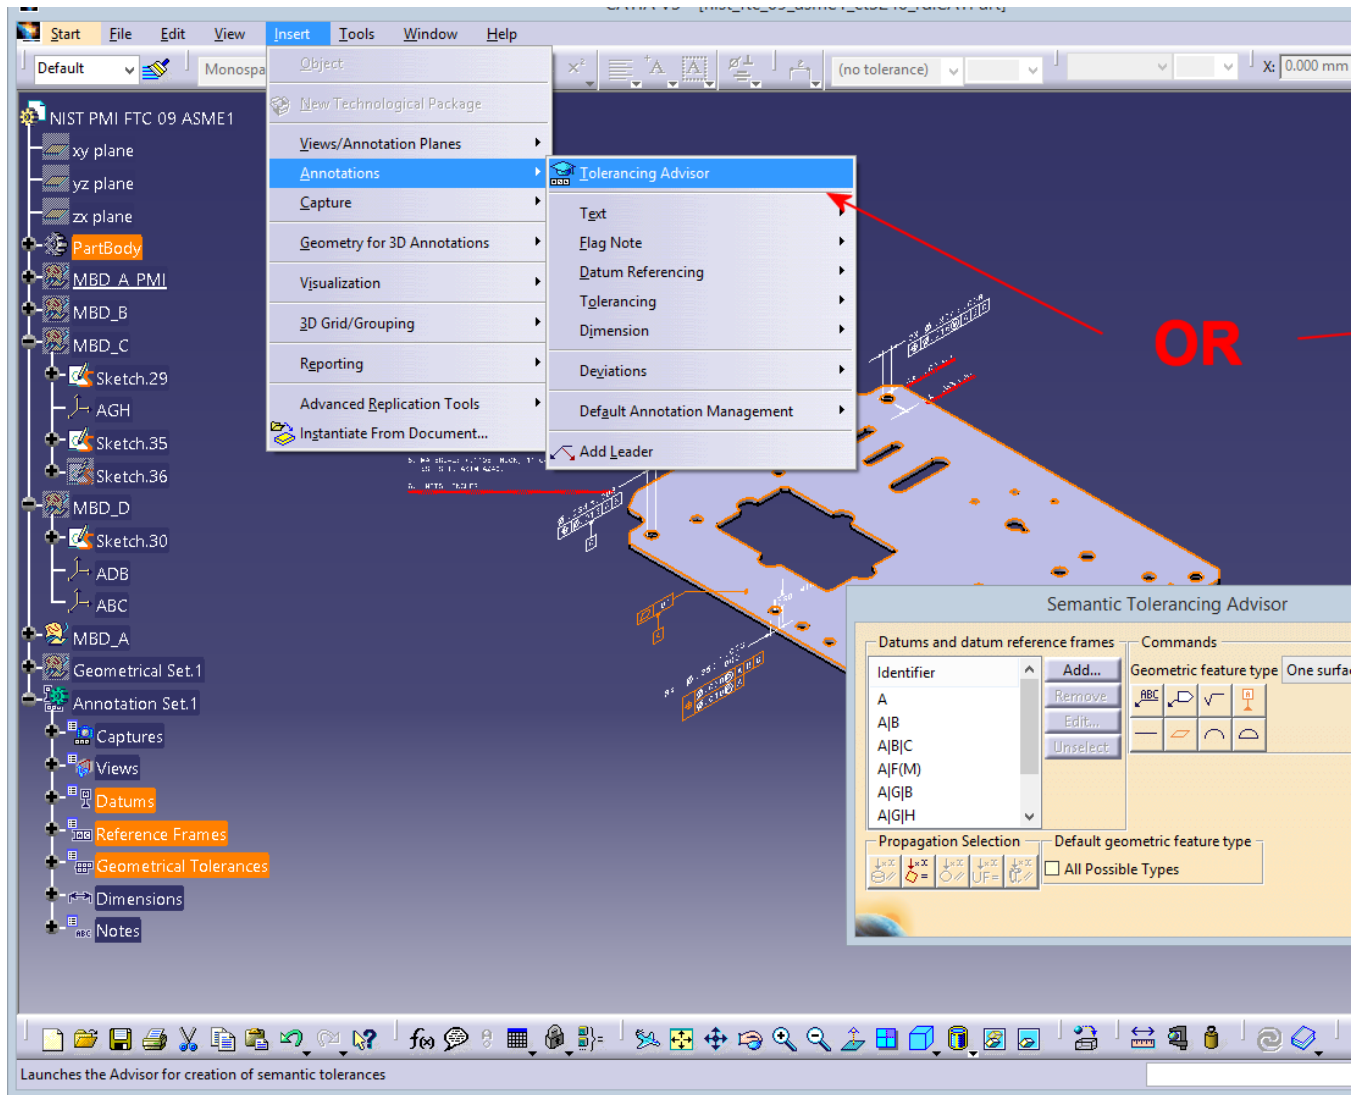 Start File Edit View Insert Tools Window Help
Default Monospa (no tolerance) X: 0.000 mm
Object
New Technological Package
Views/Annotation Planes
Annotations
Capture
Geometry for 3D Annotations
Visualization
3D Grid/Grouping
Reporting
Advanced Replication Tools
Instantiate From Document...
Tolerancing Advisor
Text
Flag Note
Datum Referencing
Tolerancing
Dimension
Deviations
Default Annotation Management
Add Leader
OR
NIST PMI FTC 09 ASME1
xy plane
yz plane
zx plane
PartBody
MBD_A_PMI
MBD_B
MBD_C
Sketch.29
AGH
Sketch.35
Sketch.36
MBD_D
Sketch.30
ADB
ABC
MBD_A
Geometrical Set.1
Annotation Set.1
Captures
Views
Datums
Reference Frames
Geometrical Tolerances
Dimensions
Notes
Semantic Tolerancing Advisor
Datums and datum reference frames
Identifier
A
A|B
A|B|C
A|F(M)
A|G|B
A|G|H
Add...
Remove
Edit...
Unselect
Commands
Geometric feature type One surfa
ABC
Propagation Selection
UF=
Default geometric feature type
All Possible Types
f(x)
Launches the Advisor for creation of semantic tolerances